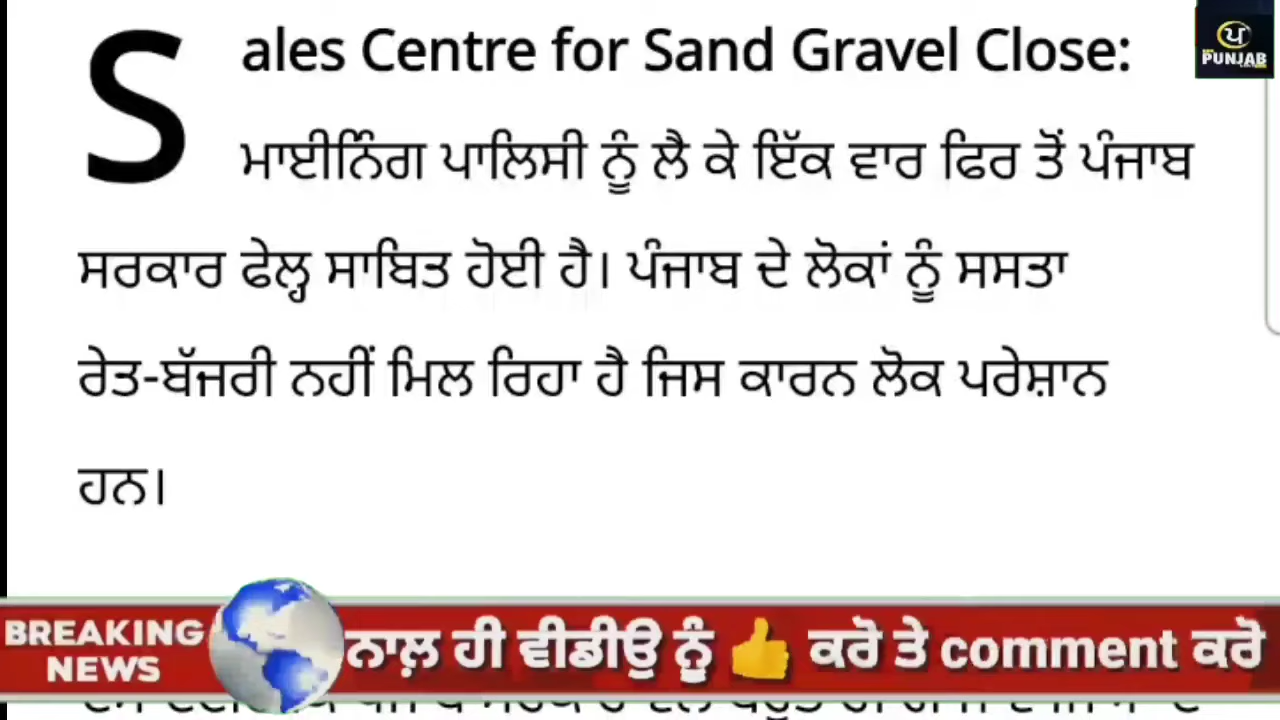 Sales Centre for Sand Gravel Close:
ਮਾਈਨਿੰਗ ਪਾਲਿਸੀ ਨੂੰ ਲੈ ਕੇ ਇੱਕ ਵਾਰ ਫਿਰ ਤੋਂ ਪੰਜਾਬ
ਸਰਕਾਰ ਫੇਲ੍ਹ ਸਾਬਿਤ ਹੋਈ ਹੈ। ਪੰਜਾਬ ਦੇ ਲੋਕਾਂ ਨੂੰ ਸਸਤਾ
ਰੇਤ-ਬੱਜਰੀ ਨਹੀਂ ਮਿਲ ਰਿਹਾ ਹੈ ਜਿਸ ਕਾਰਨ ਲੋਕ ਪਰੇਸ਼ਾਨ
ਹਨ।
ਪ
PUNJAB
BREAKING
NEWS
ਨਾਲ਼ ਹੀ ਵੀਡੀਉ ਨੂੰ 👍 ਕਰੋ ਤੇ comment ਕਰੋ